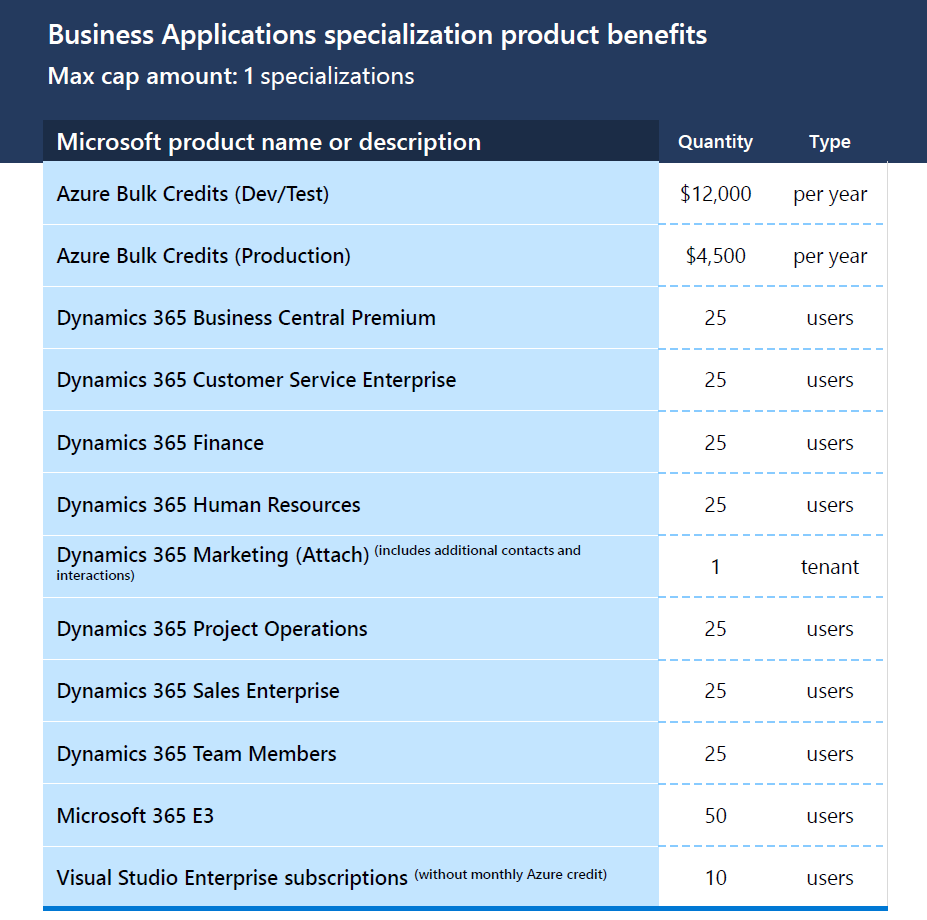 Business Applications specialization product benefits
Max cap amount: 1 specializations
Microsoft product name or description Quantity Type
Azure Bulk Credits (Dev/Test) $12,000 per year
Azure Bulk Credits (Production) $4,500 per year
Dynamics 365 Business Central Premium 25 users
Dynamics 365 Customer Service Enterprise 25 users
Dynamics 365 Finance 25 users
Dynamics 365 Human Resources 25 users
Dynamics 365 Marketing (Attach) (includes additional contacts and
interactions) 1 tenant
Dynamics 365 Project Operations 25 users
Dynamics 365 Sales Enterprise 25 users
Dynamics 365 Team Members 25 users
Microsoft 365 E3 50 users
Visual Studio Enterprise subscriptions (without monthly Azure credit) 10 users